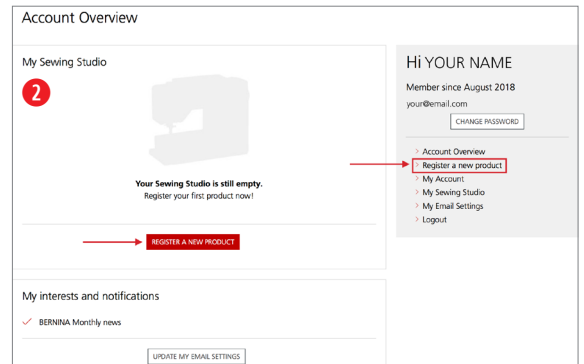 Account Overview
My Sewing Studio
2
Your Sewing Studio is still empty.
Register your first product now!
REGISTER A NEW PRODUCT
My interests and notifications
BERNINA Monthly news
UPDATE MY EMAIL SETTINGS
Hi YOUR NAME
Member since August 2018
your@email.com
CHANGE PASSWORD
> Account Overview
> Register a new product
> My Account
> My Sewing Studio
> My Email Settings
> Logout